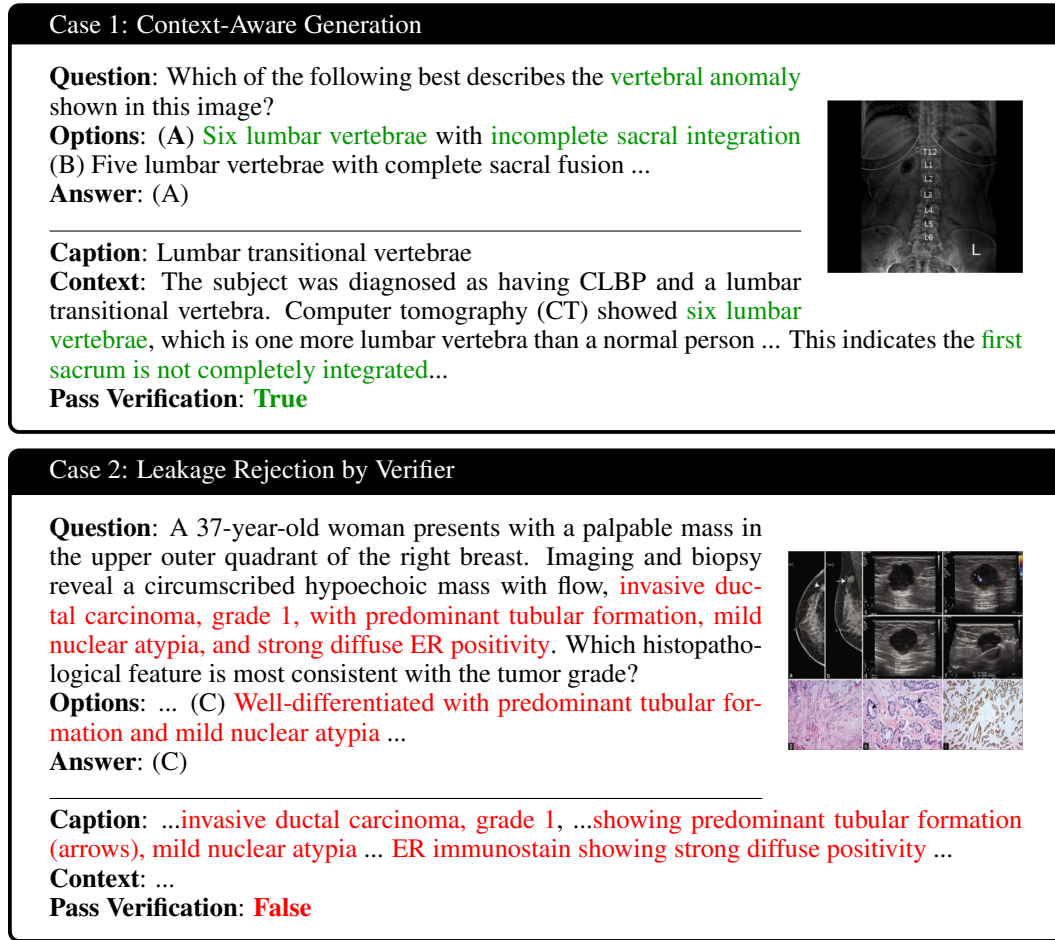 Case 1: Context-Aware Generation
Question: Which of the following best describes the vertebral anomaly
shown in this image?
Options: (A) Six lumbar vertebrae with incomplete sacral integration
(B) Five lumbar vertebrae with complete sacral fusion ...
Answer: (A)
T12
L1
L2
L3
L4
L5
L6
L
Caption: Lumbar transitional vertebrae
Context: The subject was diagnosed as having CLBP and a lumbar
transitional vertebra. Computer tomography (CT) showed six lumbar
vertebrae, which is one more lumbar vertebra than a normal person ... This indicates the first
sacrum is not completely integrated...
Pass Verification: True
Case 2: Leakage Rejection by Verifier
Question: A 37-year-old woman presents with a palpable mass in
the upper outer quadrant of the right breast. Imaging and biopsy
reveal a circumscribed hypoechoic mass with flow, invasive duc-
tal carcinoma, grade 1, with predominant tubular formation, mild
nuclear atypia, and strong diffuse ER positivity. Which histopatho-
logical feature is most consistent with the tumor grade?
Options: ... (C) Well-differentiated with predominant tubular for-
mation and mild nuclear atypia ...
Answer: (C)
Caption: ...invasive ductal carcinoma, grade 1, ...showing predominant tubular formation
(arrows), mild nuclear atypia ... ER immunostain showing strong diffuse positivity ...
Context: ...
Pass Verification: False